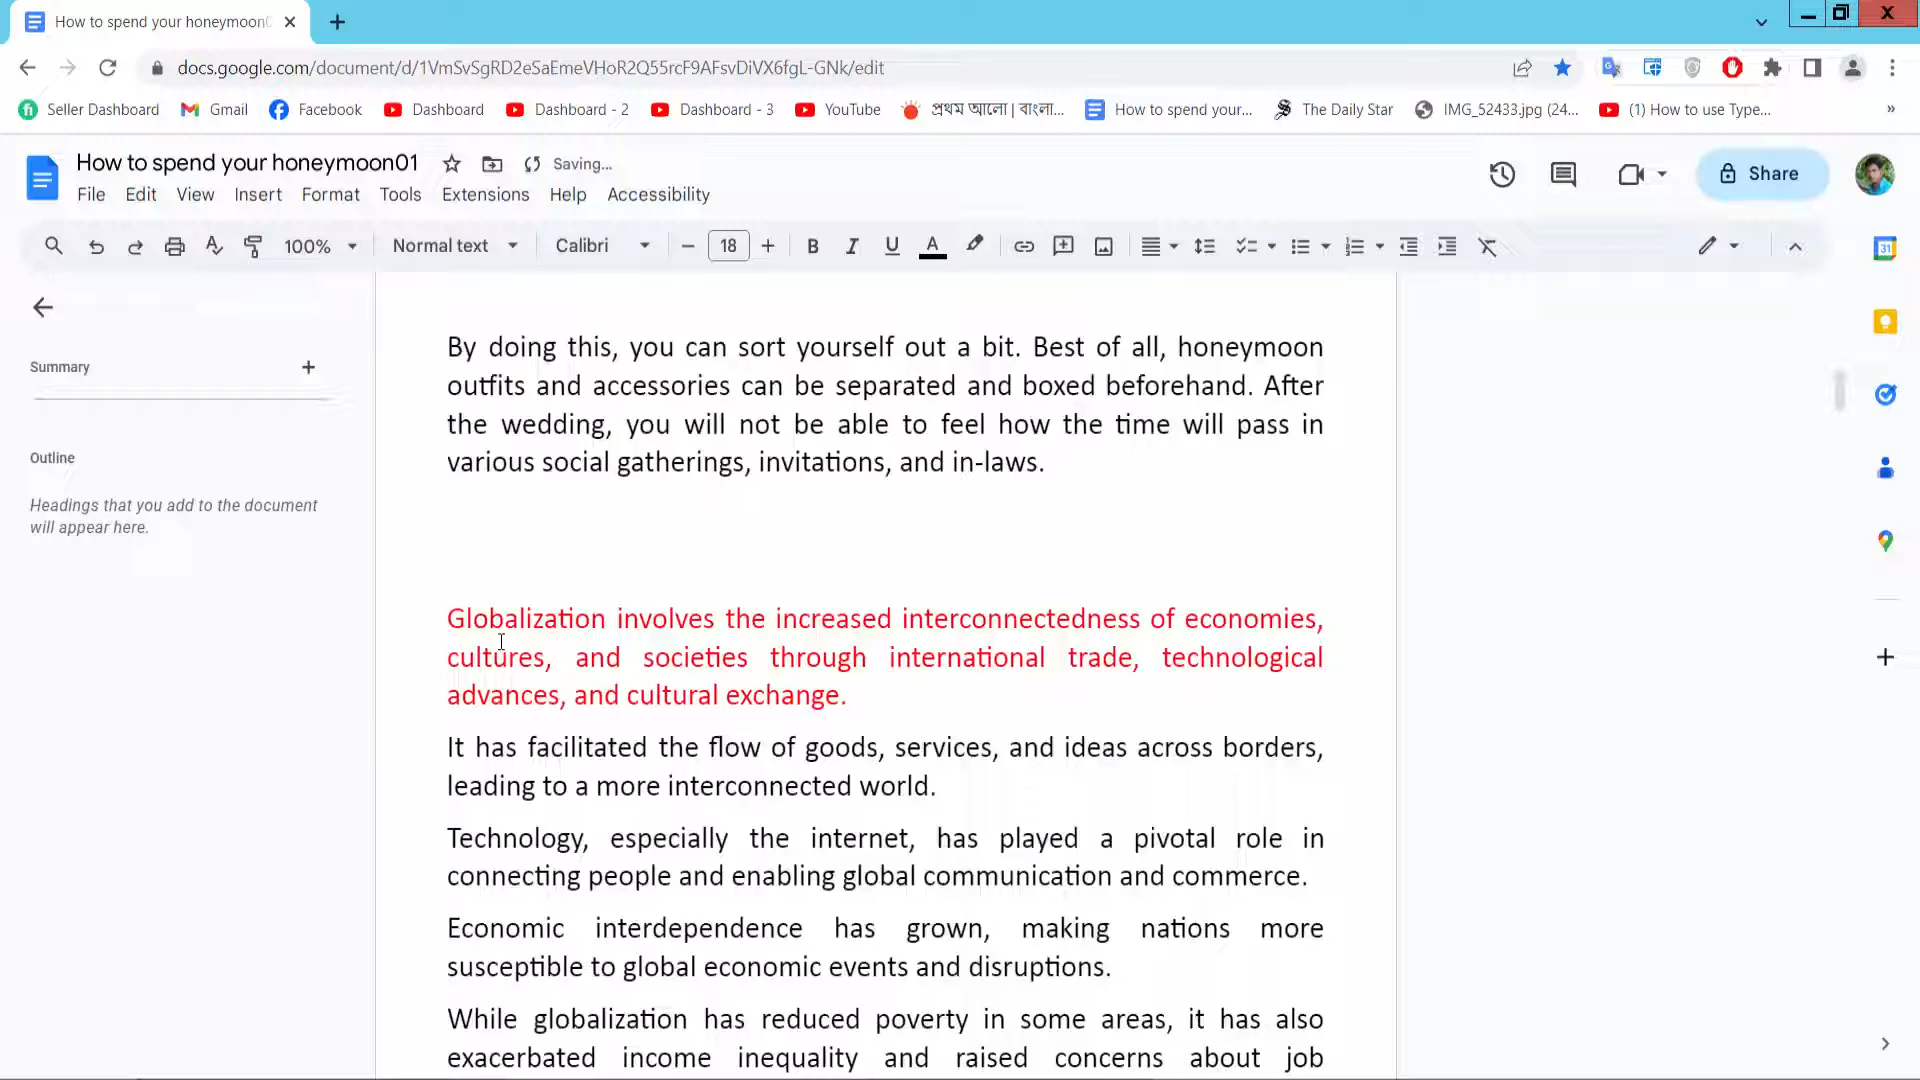 How to spend your honeymoon0
docs.google.com/document/d/1VmSvSgRD2eSaEmeVHoR2Q55rcF9AFsvDiVX6fgL-GNk/edit
Seller Dashboard Gmail Facebook Dashboard Dashboard - 2 Dashboard - 3 YouTube প্রথম আলো | বাংলা... How to spend your... The Daily Star IMG_52433.jpg (24... (1) How to use Type... »
How to spend your honeymoon01 Saving...
File Edit View Insert Format Tools Extensions Help Accessibility
Share
100% Normal text Calibri 18 B I U A
31
Summary
Outline
Headings that you add to the document
will appear here.
By doing this, you can sort yourself out a bit. Best of all, honeymoon
outfits and accessories can be separated and boxed beforehand. After
the wedding, you will not be able to feel how the time will pass in
various social gatherings, invitations, and in-laws.
Globalization involves the increased interconnectedness of economies,
cultures, and societies through international trade, technological
advances, and cultural exchange.
It has facilitated the flow of goods, services, and ideas across borders,
leading to a more interconnected world.
Technology, especially the internet, has played a pivotal role in
connecting people and enabling global communication and commerce.
Economic interdependence has grown, making nations more
susceptible to global economic events and disruptions.
While globalization has reduced poverty in some areas, it has also
exacerbated income inequality and raised concerns about job